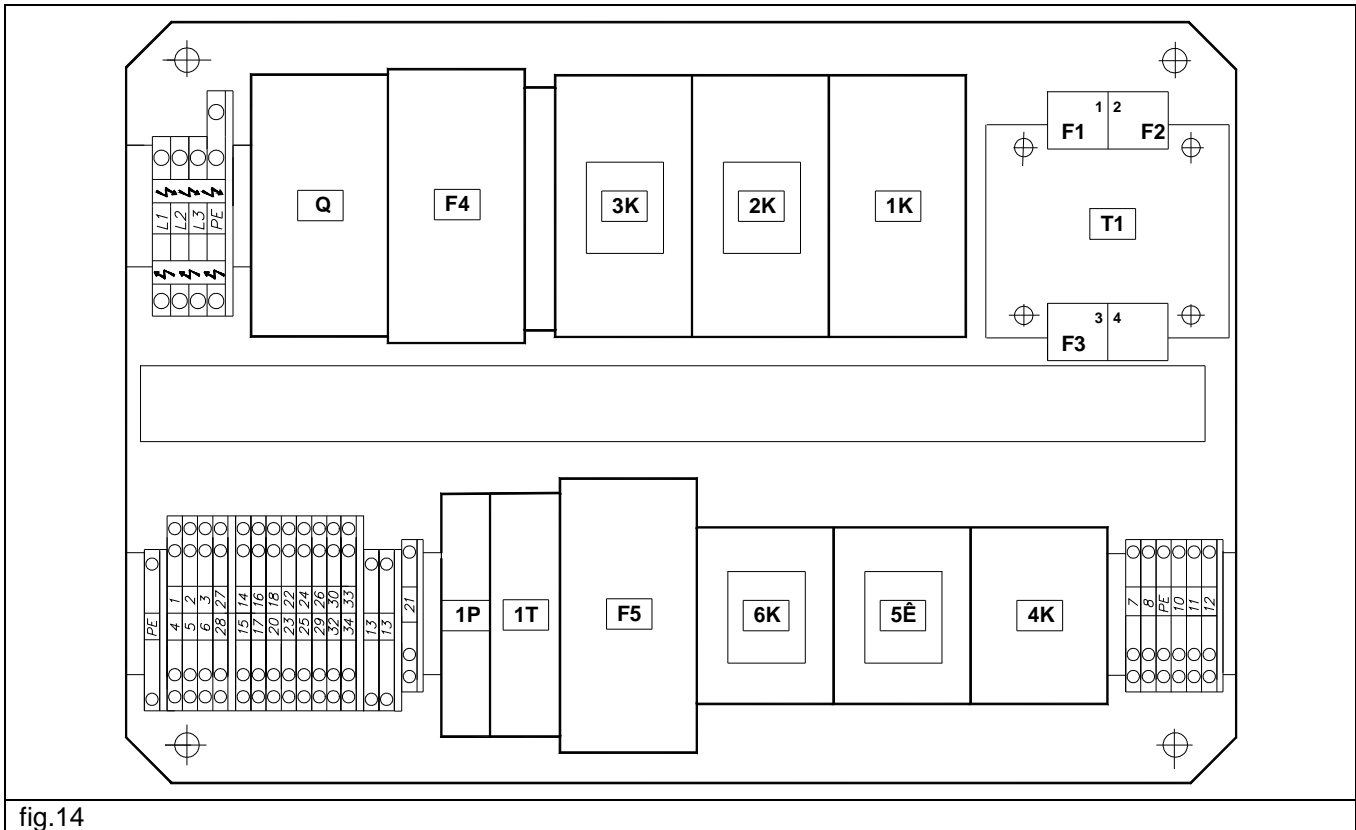 1 2
F1 F2
L1 L2 L3 PE
Q
F4
3K
2K
1K
T1
3 4
F3
PE
1 2 3 27 14 16 18 22 24 26 30 33
4 5 6 28 15 17 20 23 25 29 32 34
13 13
21
1P
1T
F5
6K
5Ê
4K
7 8 PE 10 11 12
fig.14